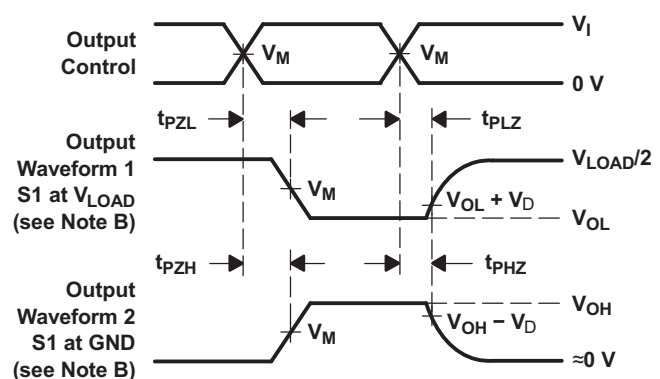 Output
Control
V_M
V_M
V_I
0 V
t_PZL
t_PLZ
Output
Waveform 1
S1 at V_LOAD
(see Note B)
V_M
V_LOAD/2
V_OL + V_D
V_OL
t_PZH
t_PHZ
Output
Waveform 2
S1 at GND
(see Note B)
V_M
V_OH
V_OH − V_D
≈0 V